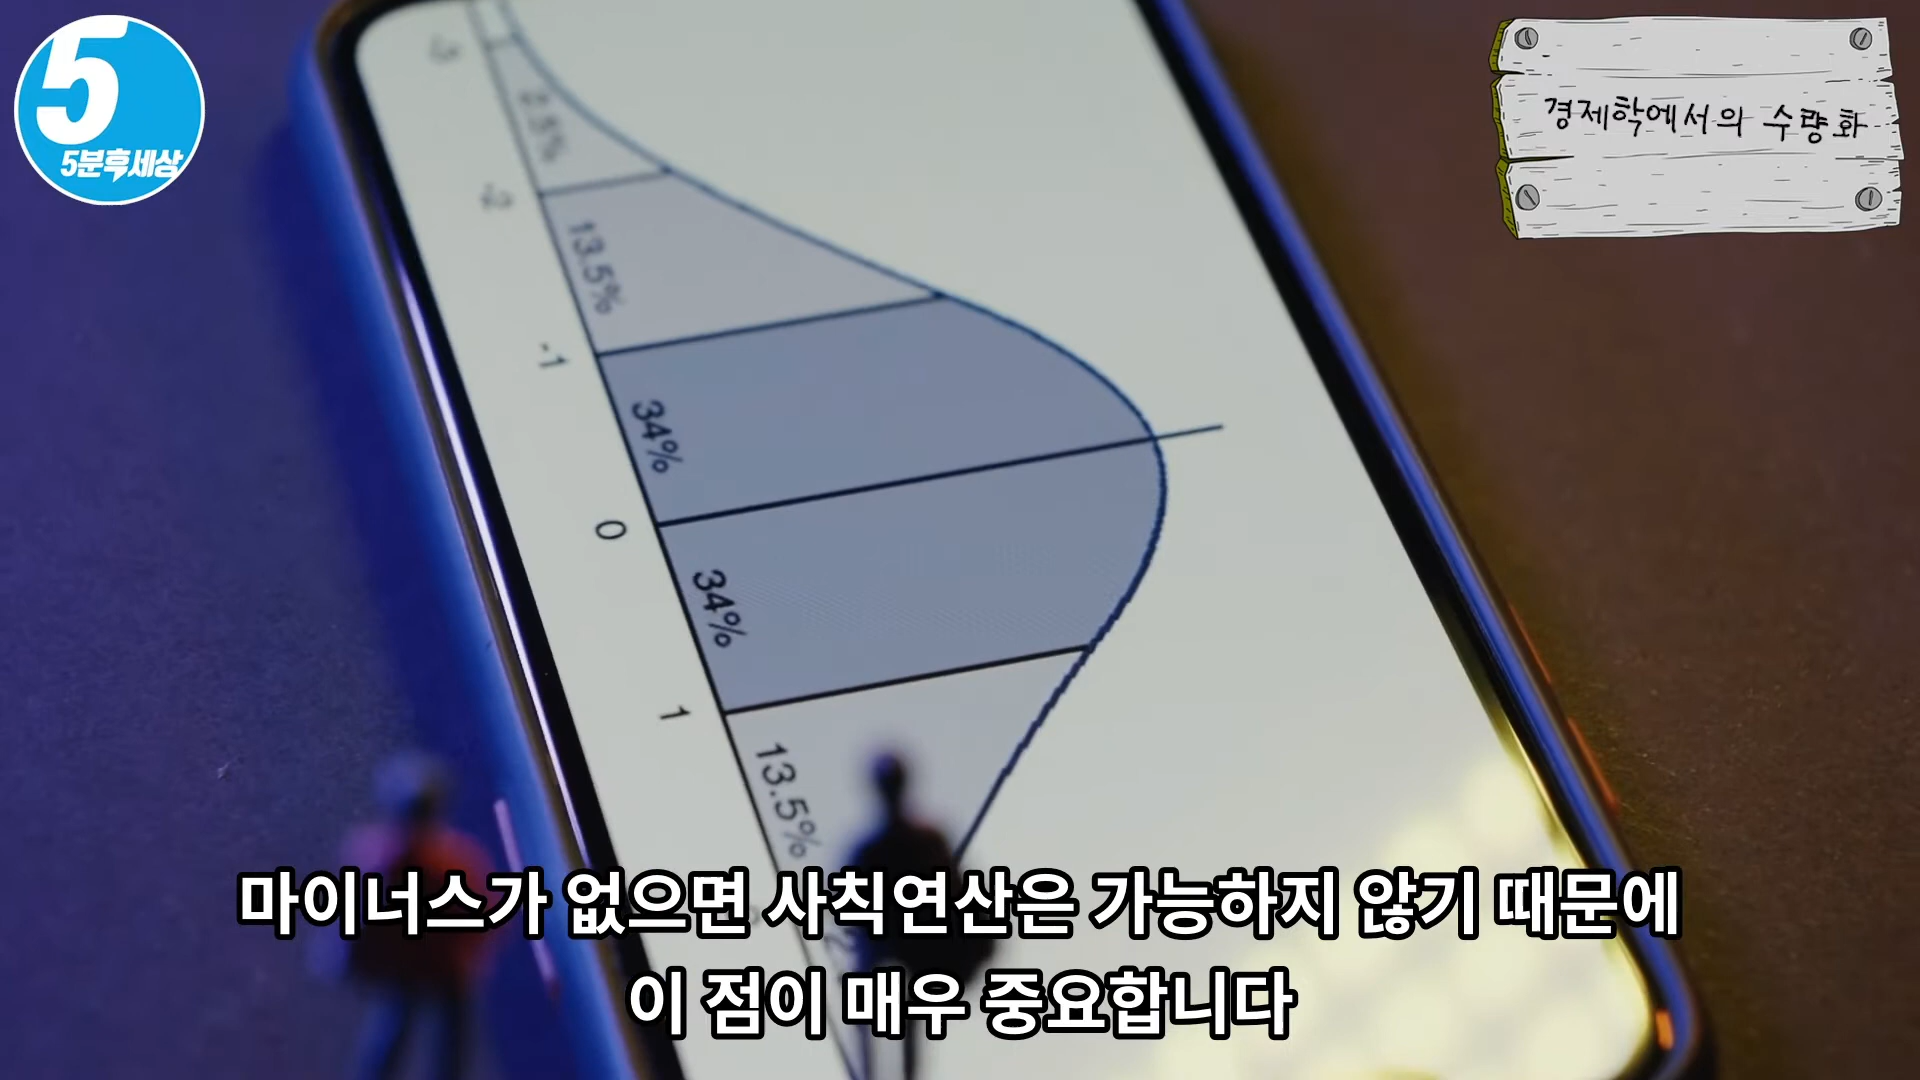 5
5분후세상
경제학에서의 수량화
-3
2.5%
-2
13.5%
-1
34%
0
34%
1
13.5%
마이너스가 없으면 사칙연산은 가능하지 않기 때문에
이 점이 매우 중요합니다